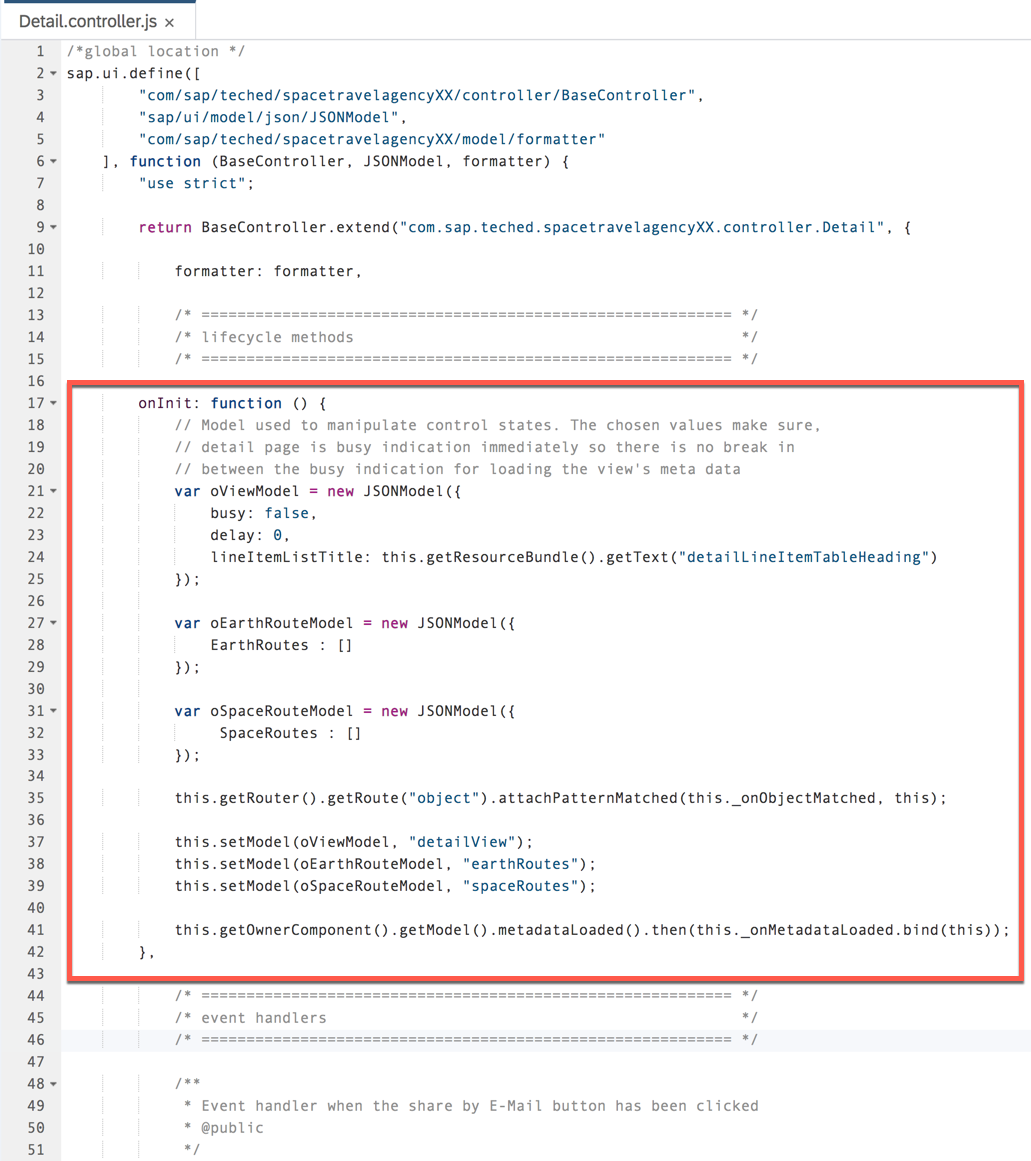 Detail.controller.js ×
1 /*global location */
2 sap.ui.define([
3 "com/sap/teched/spacetravelagencyXX/controller/BaseController",
4 "sap/ui/model/json/JSONModel",
5 "com/sap/teched/spacetravelagencyXX/model/formatter"
6 ], function (BaseController, JSONModel, formatter) {
7 "use strict";
8
9 return BaseController.extend("com.sap.teched.spacetravelagencyXX.controller.Detail", {
10
11 formatter: formatter,
12
13 /* =========================================================== */
14 /* lifecycle methods */
15 /* =========================================================== */
16
17 onInit: function () {
18 // Model used to manipulate control states. The chosen values make sure,
19 // detail page is busy indication immediately so there is no break in
20 // between the busy indication for loading the view's meta data
21 var oViewModel = new JSONModel({
22 busy: false,
23 delay: 0,
24 lineItemListTitle: this.getResourceBundle().getText("detailLineItemTableHeading")
25 });
26
27 var oEarthRouteModel = new JSONModel({
28 EarthRoutes : []
29 });
30
31 var oSpaceRouteModel = new JSONModel({
32 SpaceRoutes : []
33 });
34
35 this.getRouter().getRoute("object").attachPatternMatched(this._onObjectMatched, this);
36
37 this.setModel(oViewModel, "detailView");
38 this.setModel(oEarthRouteModel, "earthRoutes");
39 this.setModel(oSpaceRouteModel, "spaceRoutes");
40
41 this.getOwnerComponent().getModel().metadataLoaded().then(this._onMetadataLoaded.bind(this));
42 },
43
44 /* =========================================================== */
45 /* event handlers */
46 /* =========================================================== */
47
48 /**
49 * Event handler when the share by E-Mail button has been clicked
50 * @public
51 */